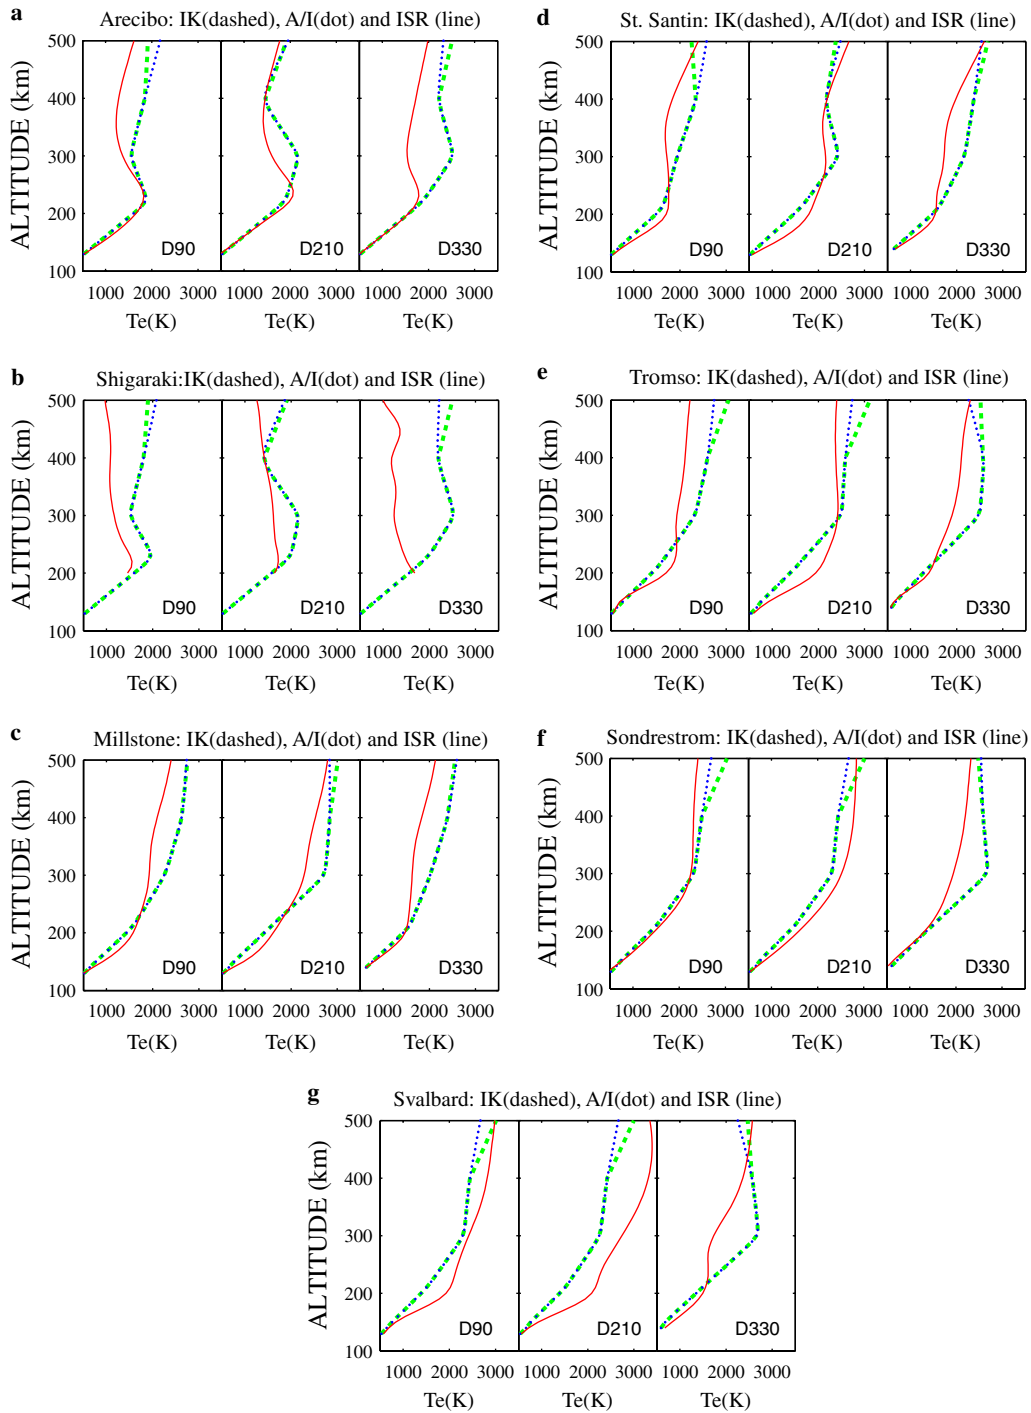 a
Arecibo: IK(dashed), A/I(dot) and ISR (line)
ALTITUDE (km)
500
400
300
200
100
D90
D210
D330
1000 2000 3000 1000 2000 3000 1000 2000 3000
Te(K) Te(K) Te(K)
b
Shigaraki:IK(dashed), A/I(dot) and ISR (line)
ALTITUDE (km)
500
400
300
200
100
D90
D210
D330
1000 2000 3000 1000 2000 3000 1000 2000 3000
Te(K) Te(K) Te(K)
c
Millstone: IK(dashed), A/I(dot) and ISR (line)
ALTITUDE (km)
500
400
300
200
100
D90
D210
D330
1000 2000 3000 1000 2000 3000 1000 2000 3000
Te(K) Te(K) Te(K)
d
St. Santin: IK(dashed), A/I(dot) and ISR (line)
ALTITUDE (km)
500
400
300
200
100
D90
D210
D330
1000 2000 3000 1000 2000 3000 1000 2000 3000
Te(K) Te(K) Te(K)
e
Tromso: IK(dashed), A/I(dot) and ISR (line)
ALTITUDE (km)
500
400
300
200
100
D90
D210
D330
1000 2000 3000 1000 2000 3000 1000 2000 3000
Te(K) Te(K) Te(K)
f
Sondrestrom: IK(dashed), A/I(dot) and ISR (line)
ALTITUDE (km)
500
400
300
200
100
D90
D210
D330
1000 2000 3000 1000 2000 3000 1000 2000 3000
Te(K) Te(K) Te(K)
g
Svalbard: IK(dashed), A/I(dot) and ISR (line)
ALTITUDE (km)
500
400
300
200
100
D90
D210
D330
1000 2000 3000 1000 2000 3000 1000 2000 3000
Te(K) Te(K) Te(K)